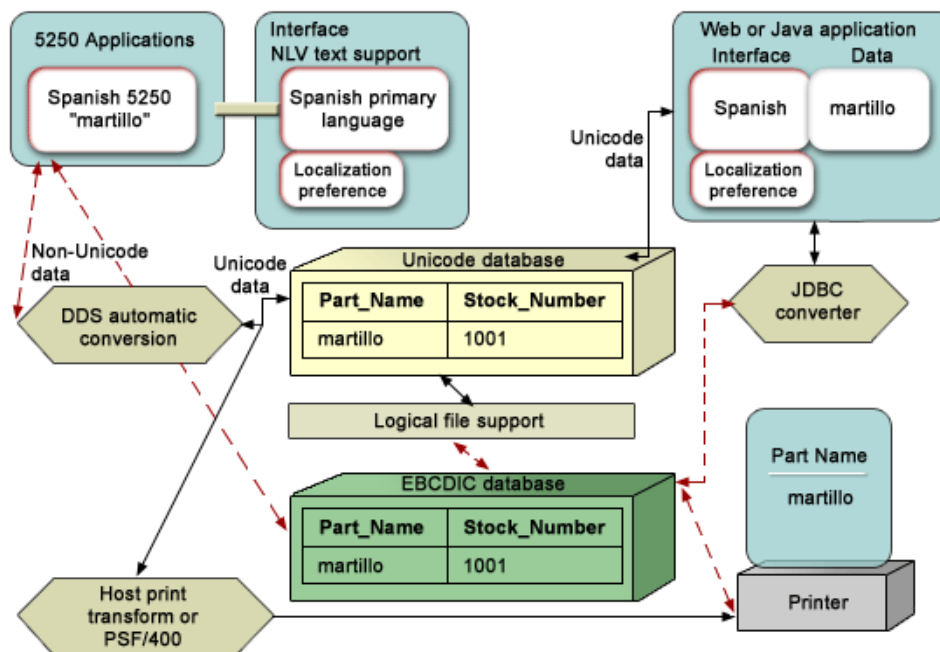 5250 Applications
Spanish 5250
"martillo"
Interface
NLV text support
Spanish primary
language
Localization
preference
Web or Java application
Interface Data
Spanish
martillo
Localization
preference
Unicode
data
Non-Unicode
data
Unicode
data
DDS automatic
conversion
Unicode database
Part_Name Stock_Number
martillo 1001
JDBC
converter
Logical file support
EBCDIC database
Part_Name Stock_Number
martillo 1001
Part Name
martillo
Printer
Host print
transform or
PSF/400